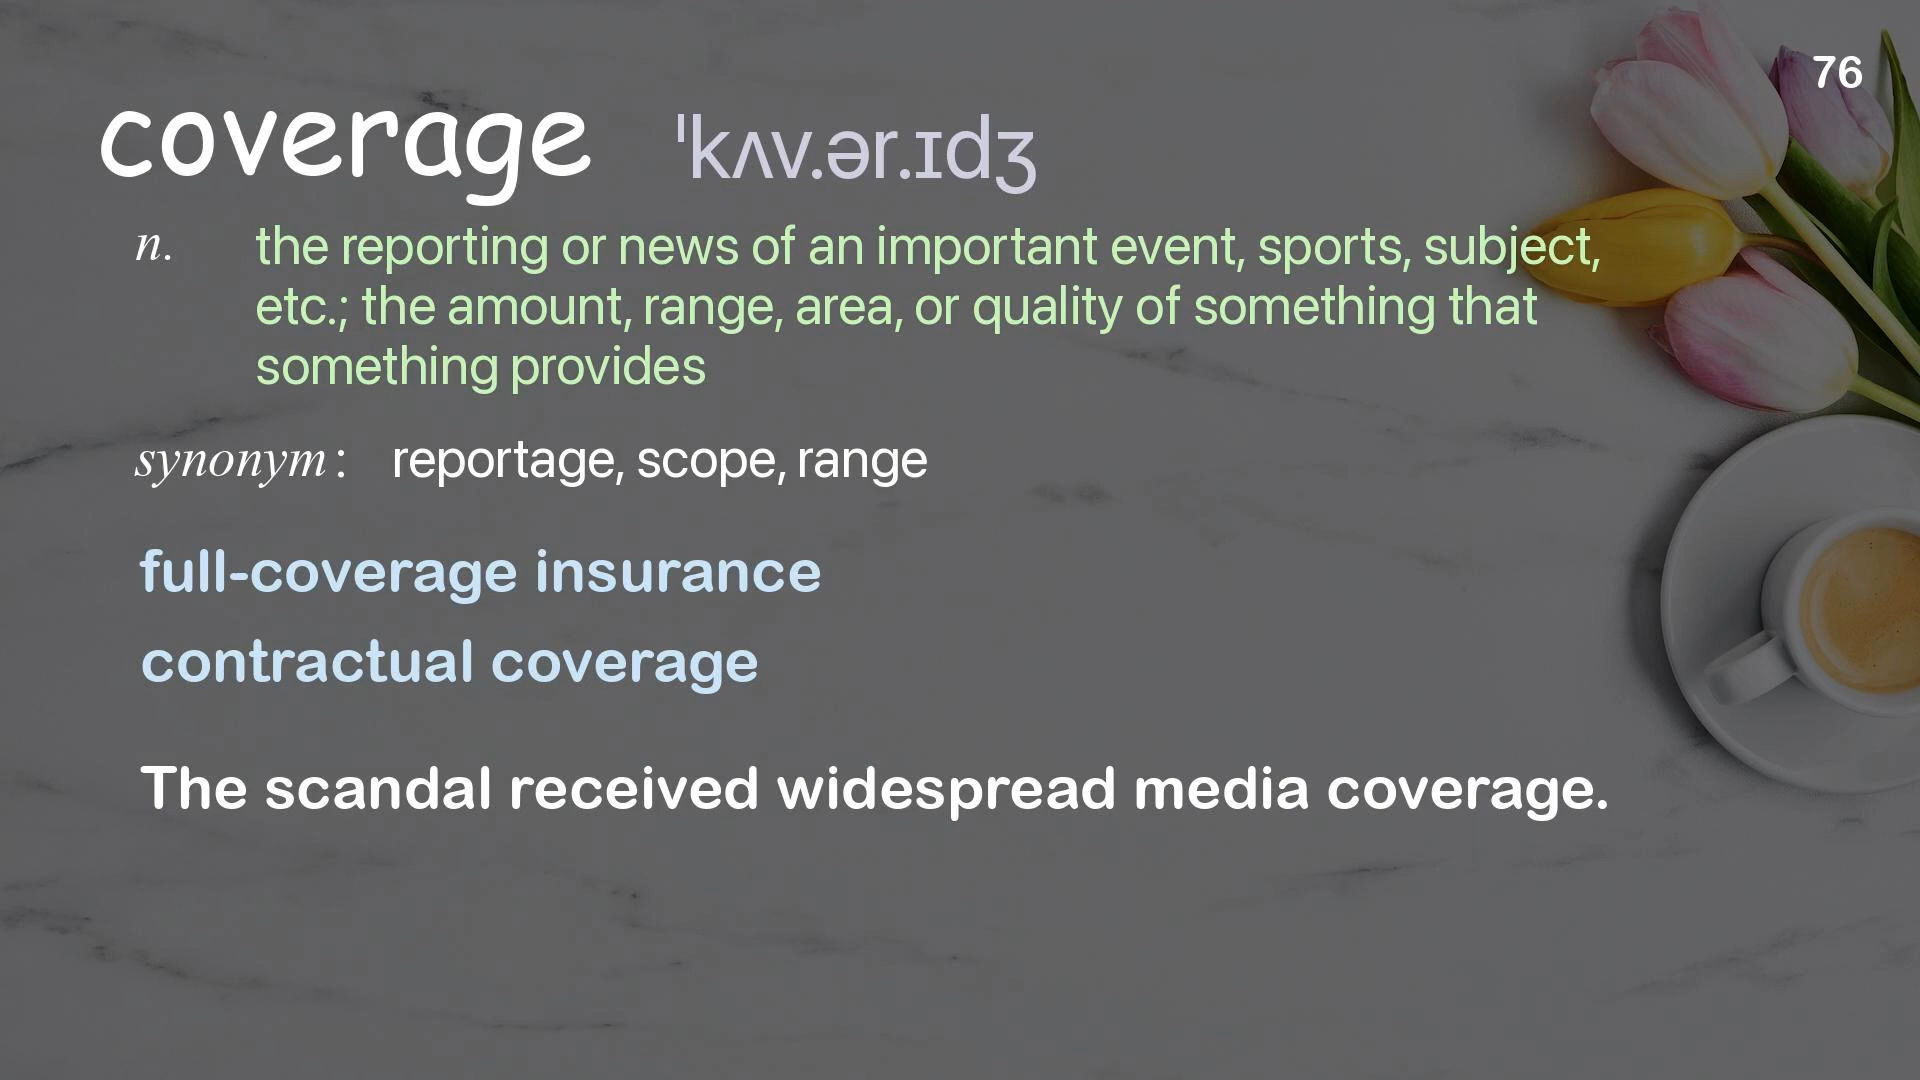 76
coverage ˈkʌv.ər.ɪdʒ
n. the reporting or news of an important event, sports, subject,
etc.; the amount, range, area, or quality of something that
something provides
synonym: reportage, scope, range
full-coverage insurance
contractual coverage
The scandal received widespread media coverage.